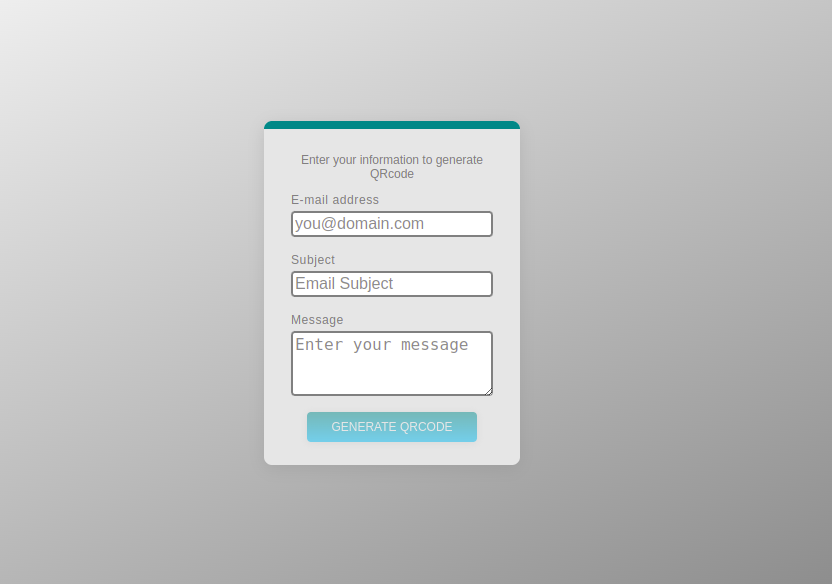 Enter your information to generate
QRcode
E-mail address
you@domain.com
Subject
Email Subject
Message
Enter your message
GENERATE QRCODE